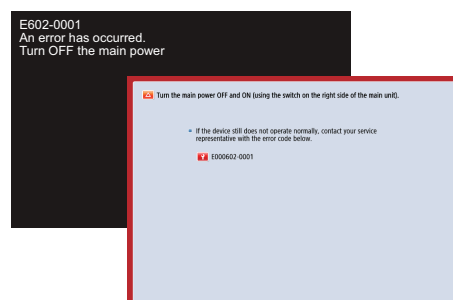 E602-0001
An error has occurred.
Turn OFF the main power
Turn the main power OFF and ON (using the switch on the right side of the main unit).
If the device still does not operate normally, contact your service
representative with the error code below.
E000602-0001